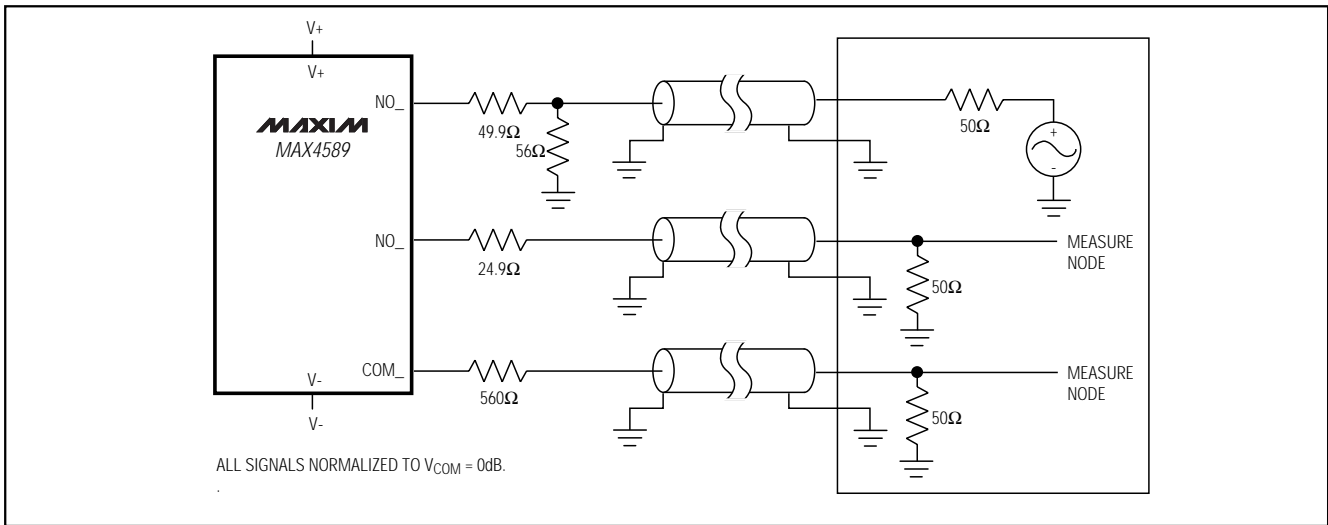 V+
V+
NO_
MAXIM
MAX4589
49.9Ω
56Ω
50Ω
+
-
NO_
24.9Ω
MEASURE
NODE
50Ω
COM_
V-
560Ω
MEASURE
NODE
50Ω
V-
ALL SIGNALS NORMALIZED TO VCOM = 0dB.
.